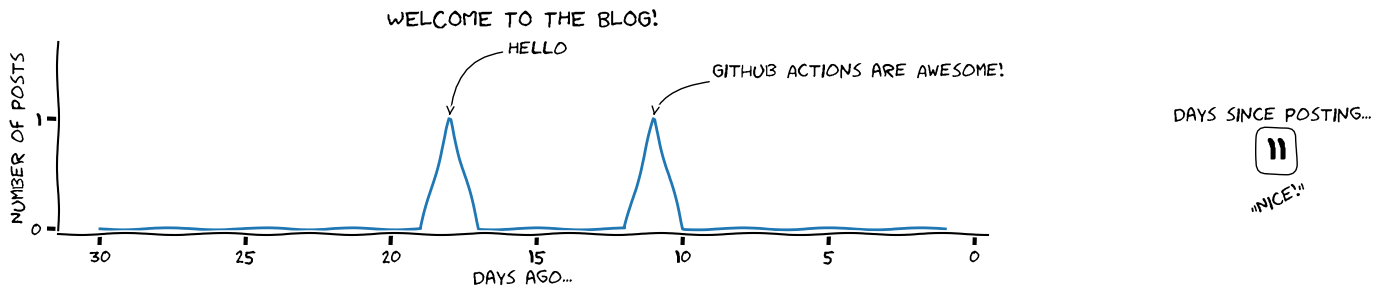 WELCOME TO THE BLOG!
HELLO
GITHUB ACTIONS ARE AWESOME!
NUMBER OF POSTS
1
0
30 25 20 15 10 5 0
DAYS AGO...
DAYS SINCE POSTING...
11
"NICE!"